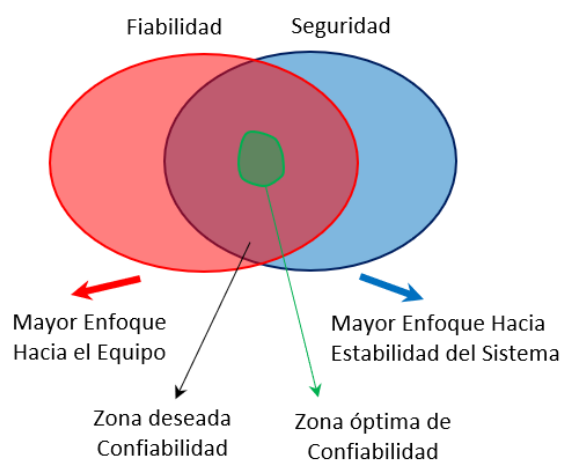 Fiabilidad
Seguridad
Mayor Enfoque
Hacia el Equipo
Mayor Enfoque Hacia
Estabilidad del Sistema
Zona deseada
Confiabilidad
Zona óptima de
Confiabilidad